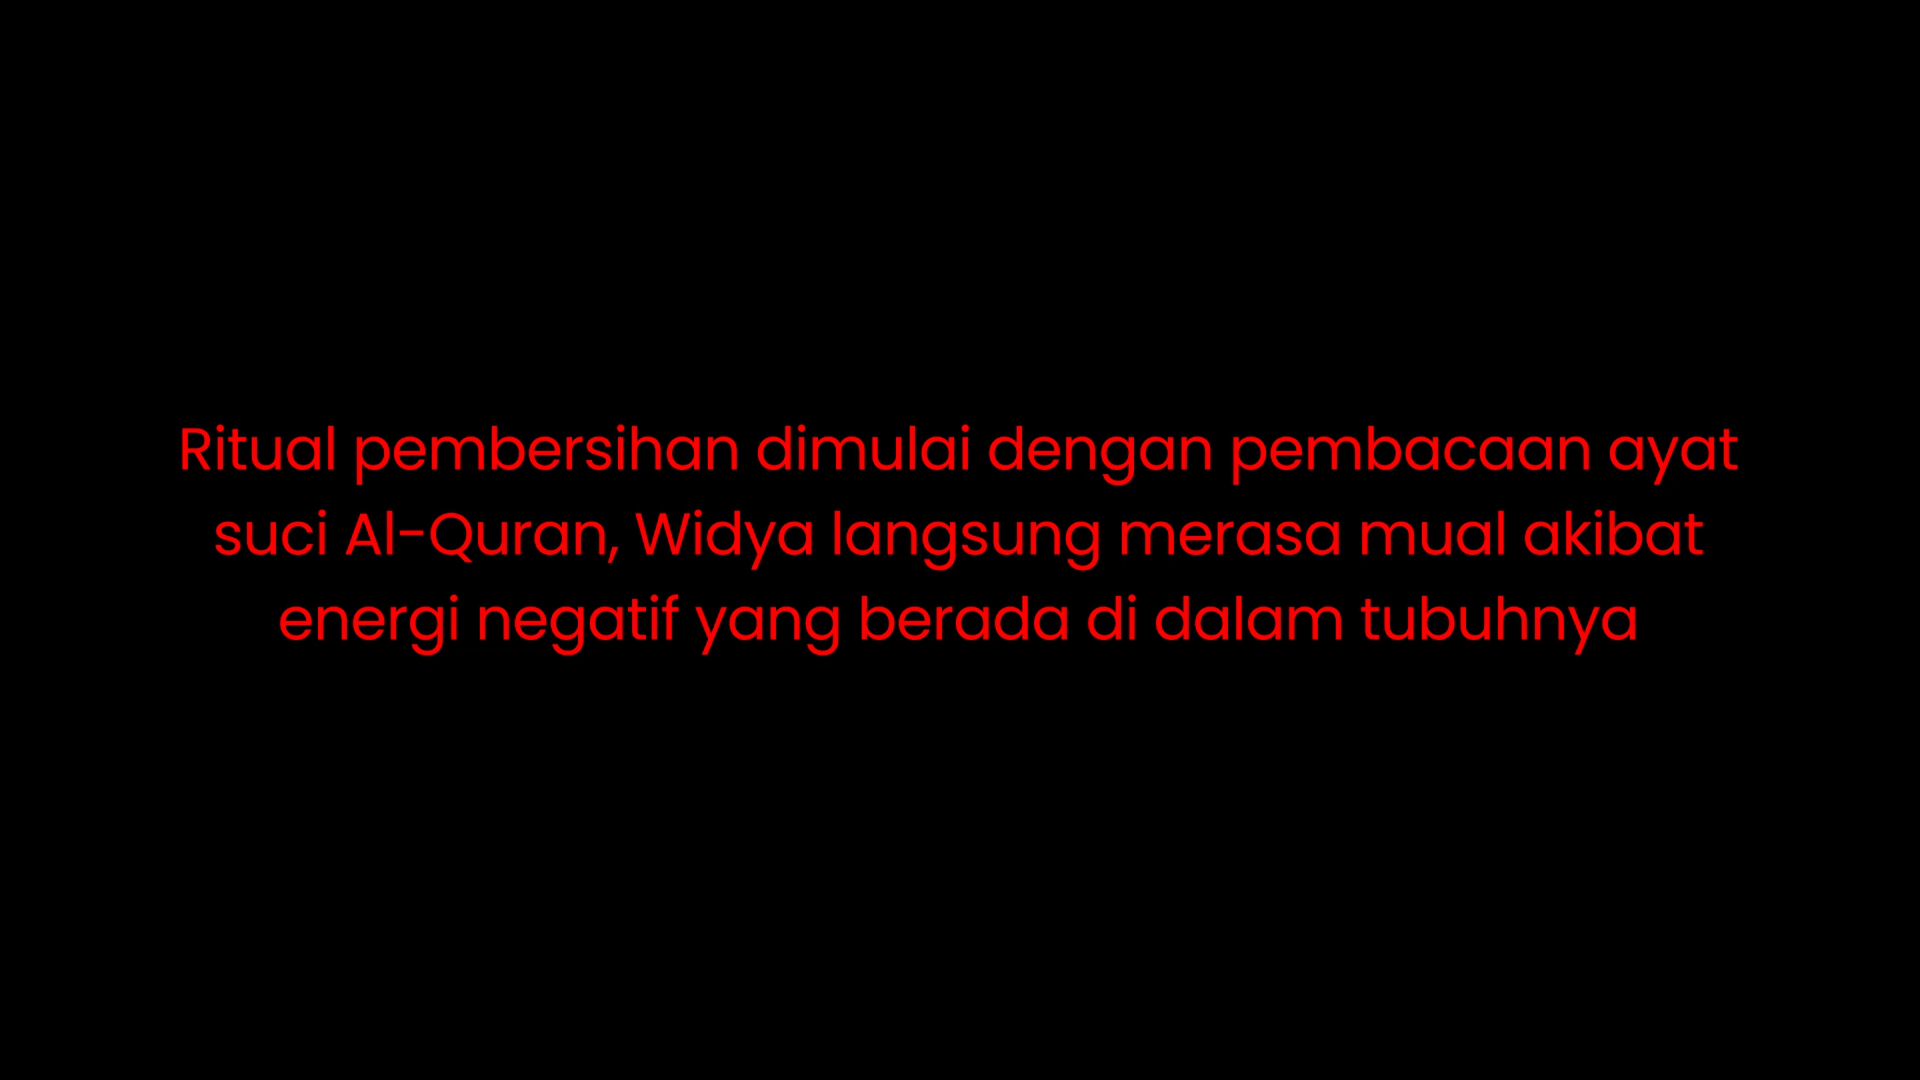 Ritual pembersihan dimulai dengan pembacaan ayat
suci Al-Quran, Widya langsung merasa mual akibat
energi negatif yang berada di dalam tubuhnya